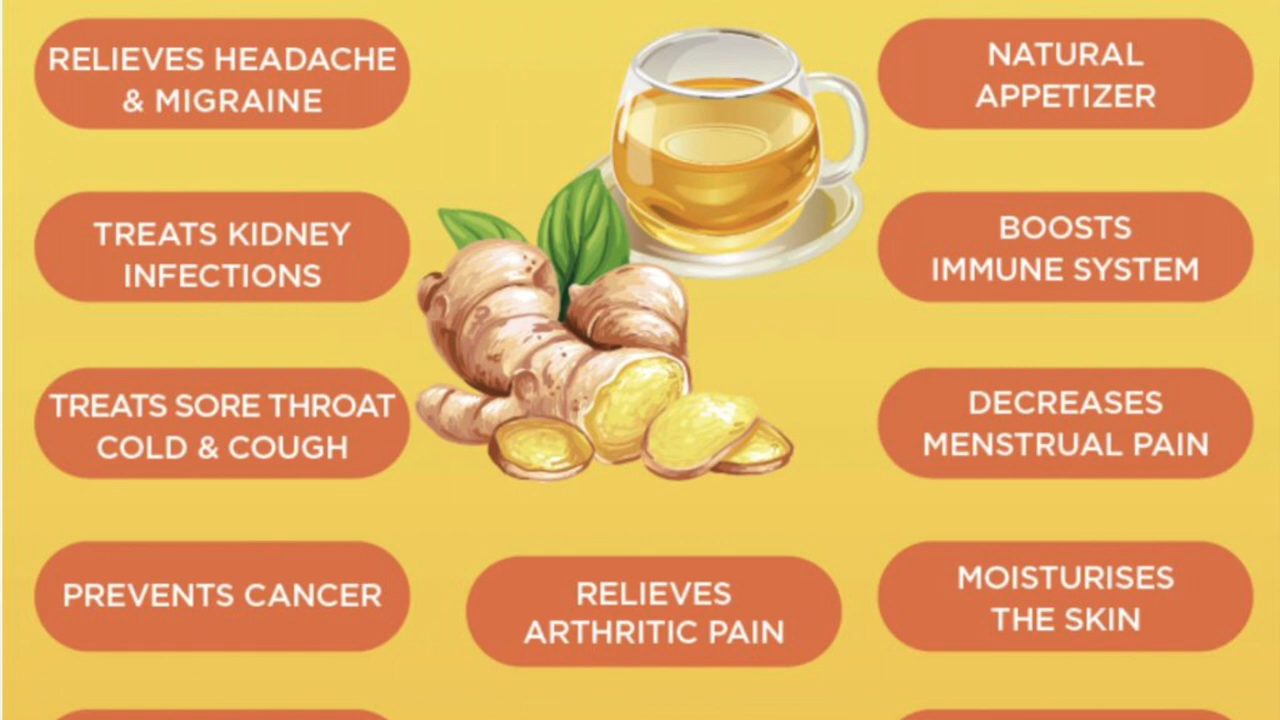 RELIEVES HEADACHE
& MIGRAINE
NATURAL
APPETIZER
TREATS KIDNEY
INFECTIONS
BOOSTS
IMMUNE SYSTEM
TREATS SORE THROAT
COLD & COUGH
DECREASES
MENSTRUAL PAIN
PREVENTS CANCER
RELIEVES
ARTHRITIC PAIN
MOISTURISES
THE SKIN